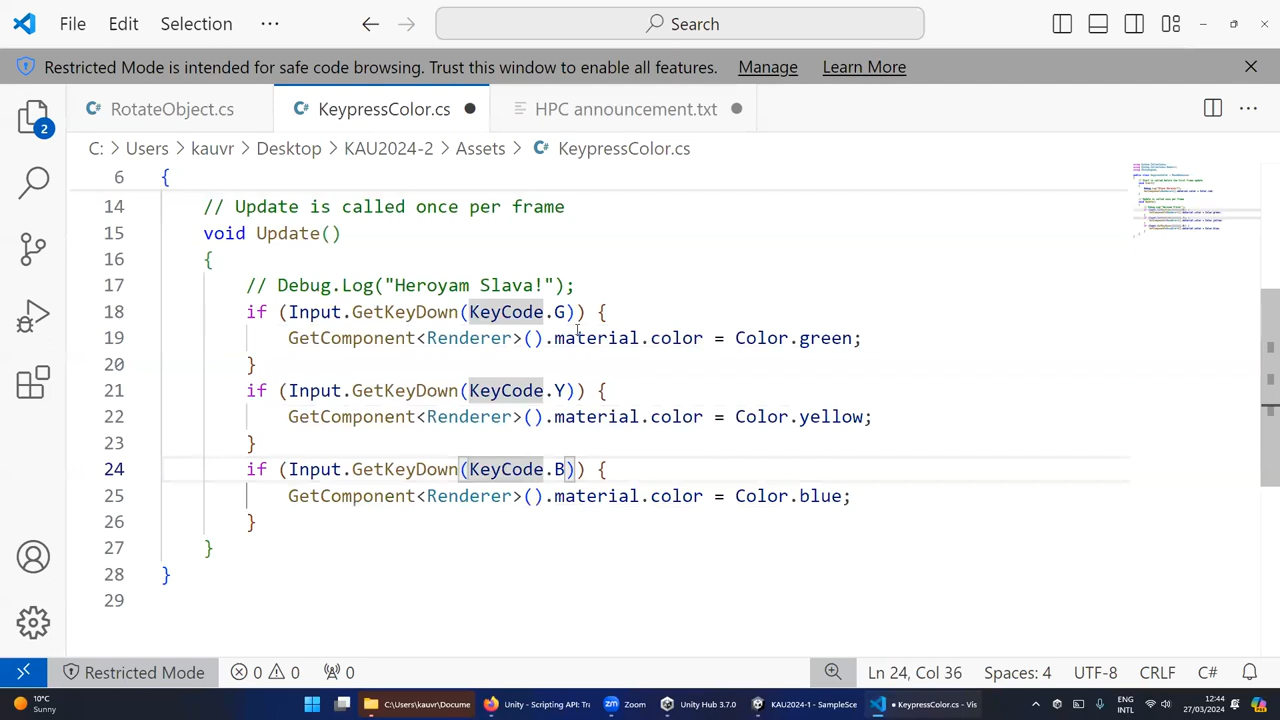 File Edit Selection ··· Search
Restricted Mode is intended for safe code browsing. Trust this window to enable all features. Manage Learn More
RotateObject.cs KeypressColor.cs HPC announcement.txt
C: > Users > kauvr > Desktop > KAU2024-2 > Assets > KeypressColor.cs
6 {
14 // Update is called once per frame
15 void Update()
16 {
17 // Debug.Log("Heroyam Slava!");
18 if (Input.GetKeyDown(KeyCode.G)) {
19 GetComponent<Renderer>().material.color = Color.green;
20 }
21 if (Input.GetKeyDown(KeyCode.Y)) {
22 GetComponent<Renderer>().material.color = Color.yellow;
23 }
24 if (Input.GetKeyDown(KeyCode.B)) {
25 GetComponent<Renderer>().material.color = Color.blue;
26 }
27 }
28 }
29
2
Restricted Mode 0 0 0 Ln 24, Col 36 Spaces: 4 UTF-8 CRLF C#
10°C
Sunny
C:\Users\kauvr\Docume Unity - Scripting API: Tra Zoom Unity Hub 3.7.0 KAU2024-1 - SampleSce ● KeypressColor.cs - Vis
ENG
INTL
12:44
27/03/2024